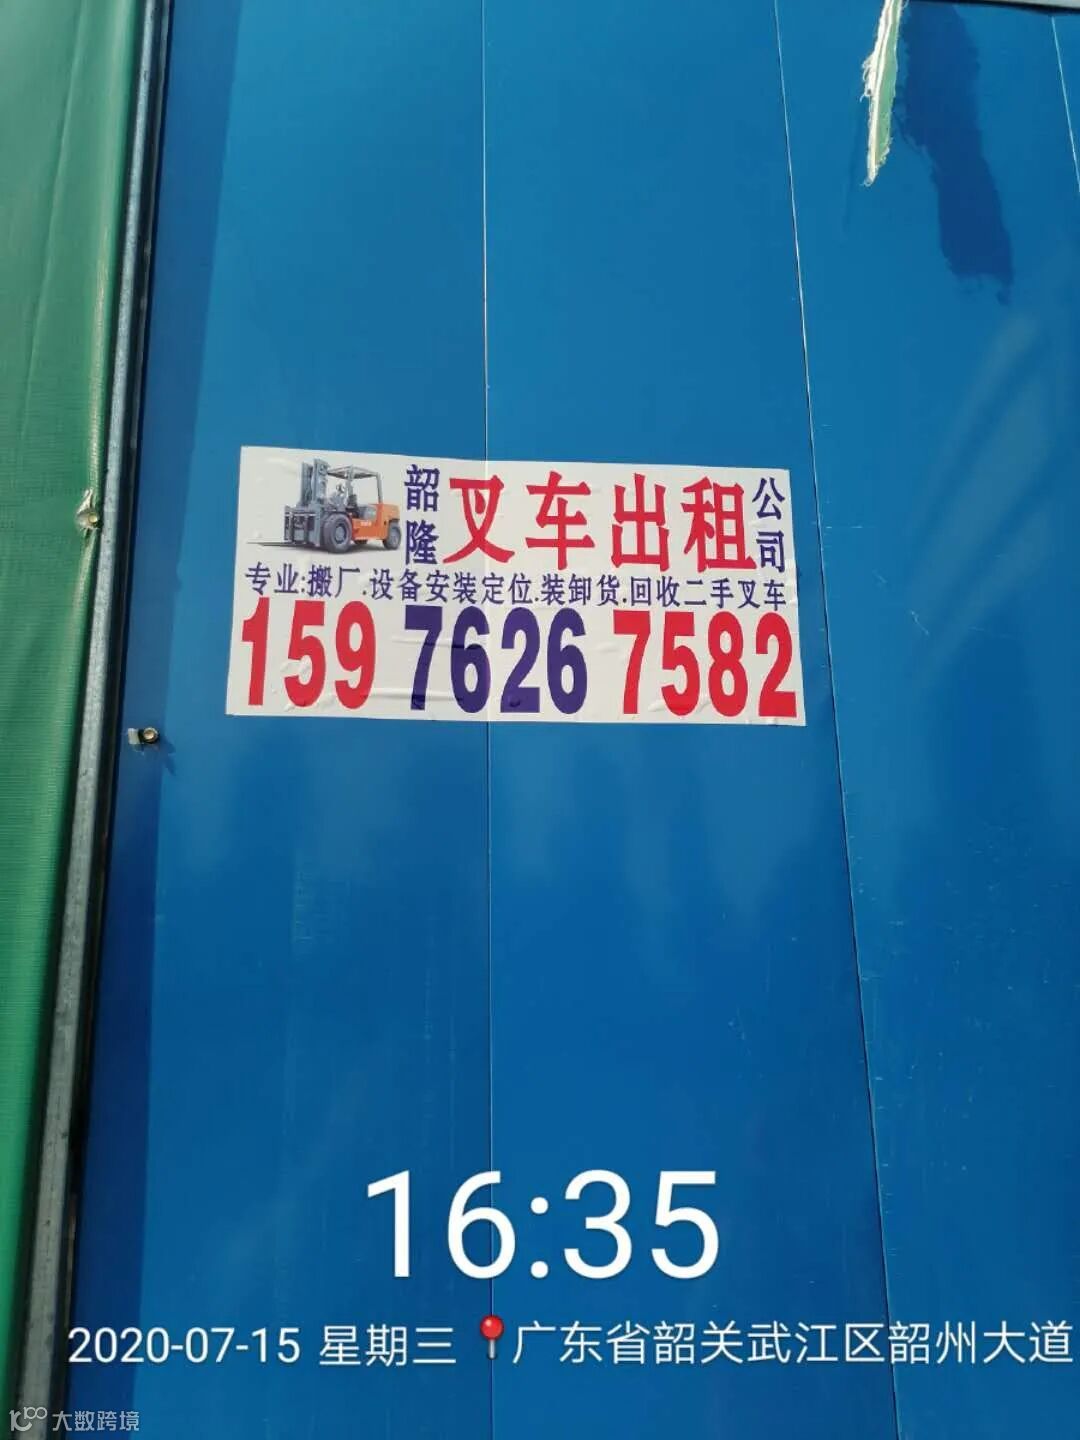 韶隆 叉车出租 公司
专业:搬厂.设备安装定位.装卸货.回收二手叉车
159 7626 7582
16:35
2020-07-15 星期三 📍广东省韶关武江区韶州大道
大数跨境